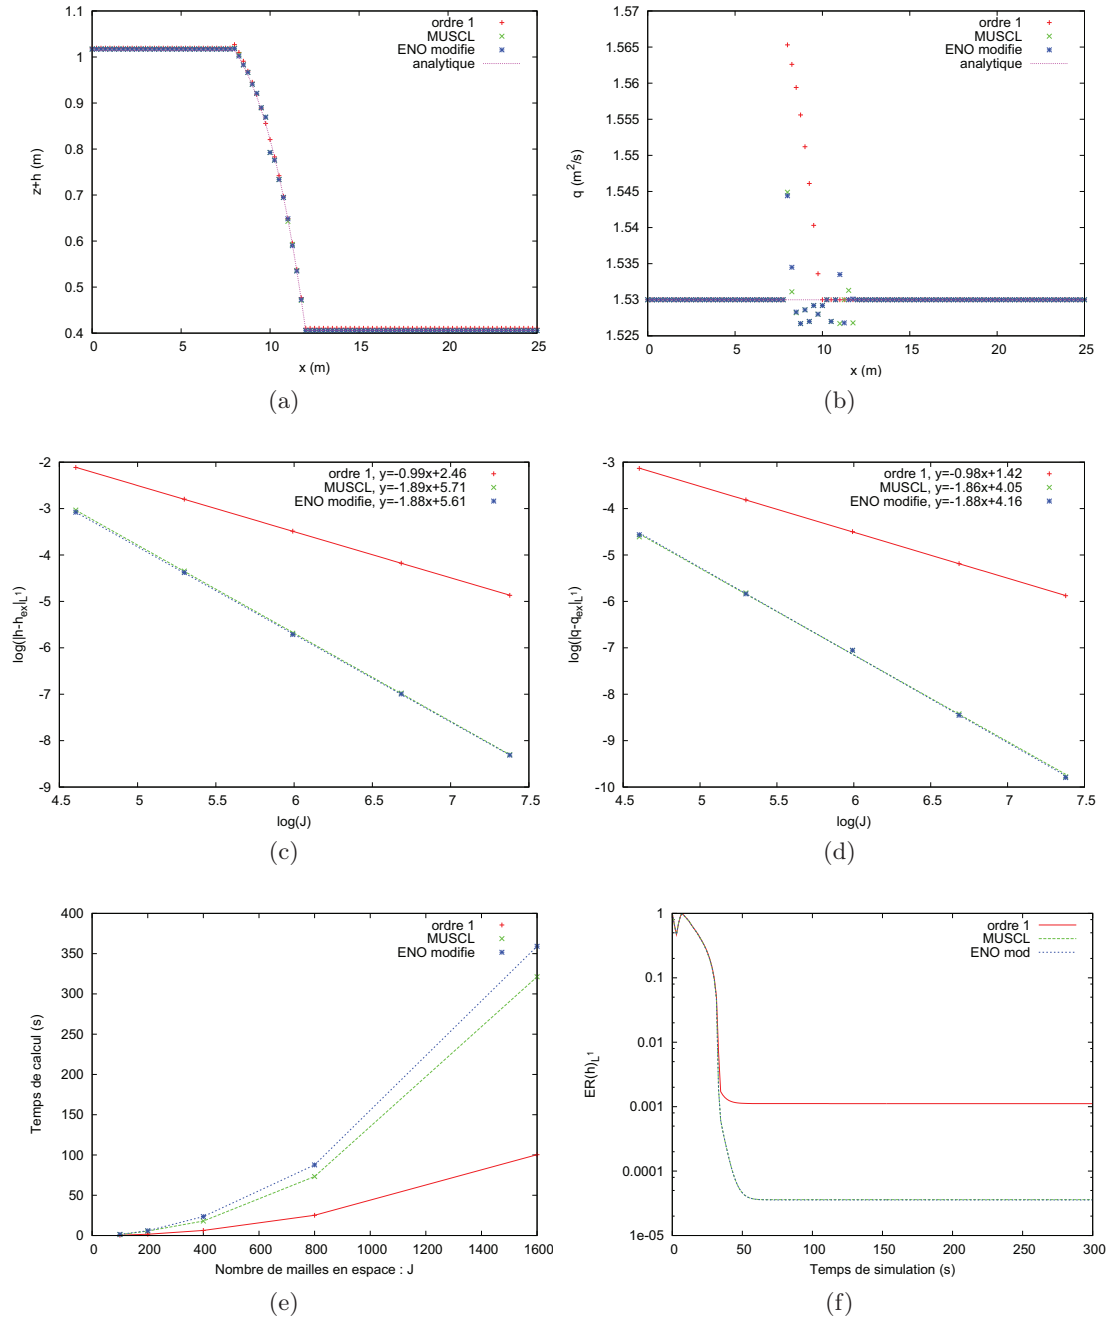 1.1
1
0.9
0.8
0.7
0.6
0.5
0.4
0
5
10
15
20
25
z+h (m)
x (m)
ordre 1
MUSCL
ENO modifie
analytique
(a)
1.57
1.565
1.56
1.555
1.55
1.545
1.54
1.535
1.53
1.525
0
5
10
15
20
25
q (m²/s)
x (m)
ordre 1
MUSCL
ENO modifie
analytique
(b)
-2
-3
-4
-5
-6
-7
-8
-9
4.5
5
5.5
6
6.5
7
7.5
log(|h-h_ex|_L¹)
log(J)
ordre 1, y=-0.99x+2.46
MUSCL, y=-1.89x+5.71
ENO modifie, y=-1.88x+5.61
(c)
-3
-4
-5
-6
-7
-8
-9
-10
4.5
5
5.5
6
6.5
7
7.5
log(|q-q_ex|_L¹)
log(J)
ordre 1, y=-0.98x+1.42
MUSCL, y=-1.86x+4.05
ENO modifie, y=-1.88x+4.16
(d)
400
350
300
250
200
150
100
50
0
0
200
400
600
800
1000
1200
1400
1600
Temps de calcul (s)
Nombre de mailles en espace : J
ordre 1
MUSCL
ENO modifie
(e)
1
0.1
0.01
0.001
0.0001
1e-05
0
50
100
150
200
250
300
ER(h)_L¹
Temps de simulation (s)
ordre 1
MUSCL
ENO mod
(f)